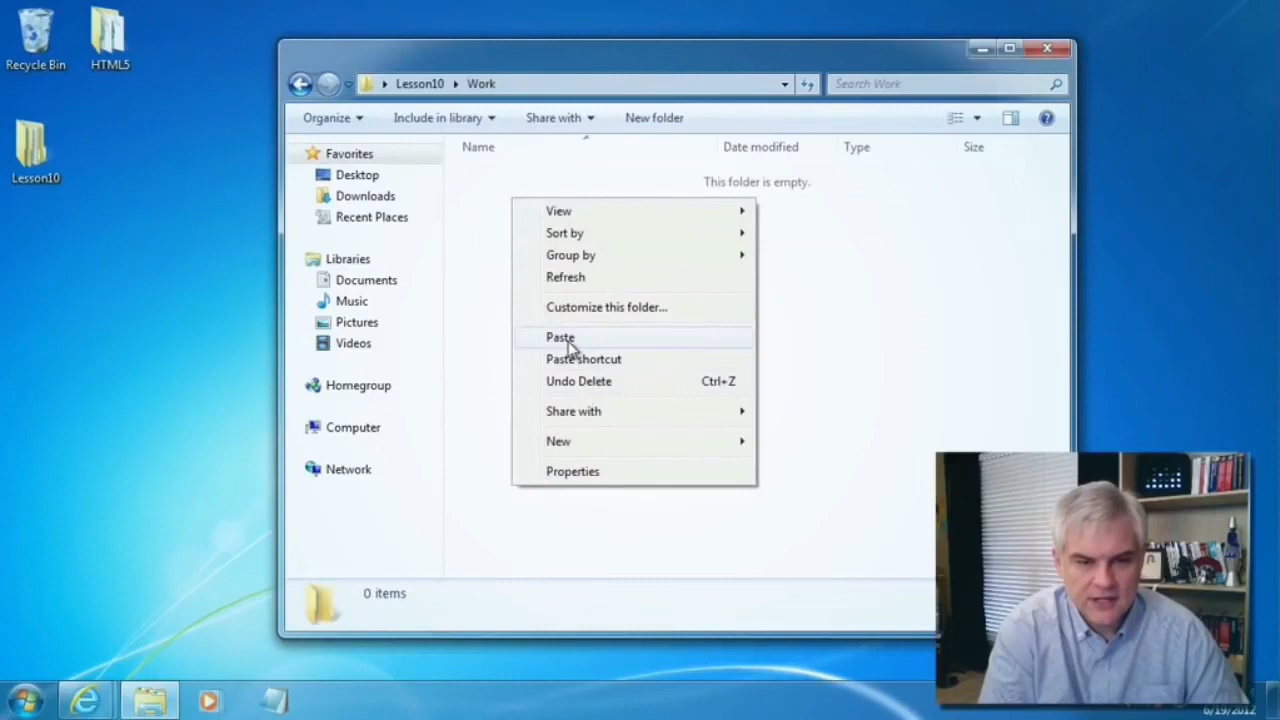 Recycle Bin
HTML5
Lesson10
Lesson10
Work
Search Work
Organize
Include in library
Share with
New folder
Favorites
Desktop
Downloads
Recent Places
Libraries
Documents
Music
Pictures
Videos
Homegroup
Computer
Network
Name
Date modified
Type
Size
This folder is empty.
View
Sort by
Group by
Refresh
Customize this folder...
Paste
Paste shortcut
Undo Delete Ctrl+Z
Share with
New
Properties
0 items
6/19/2012